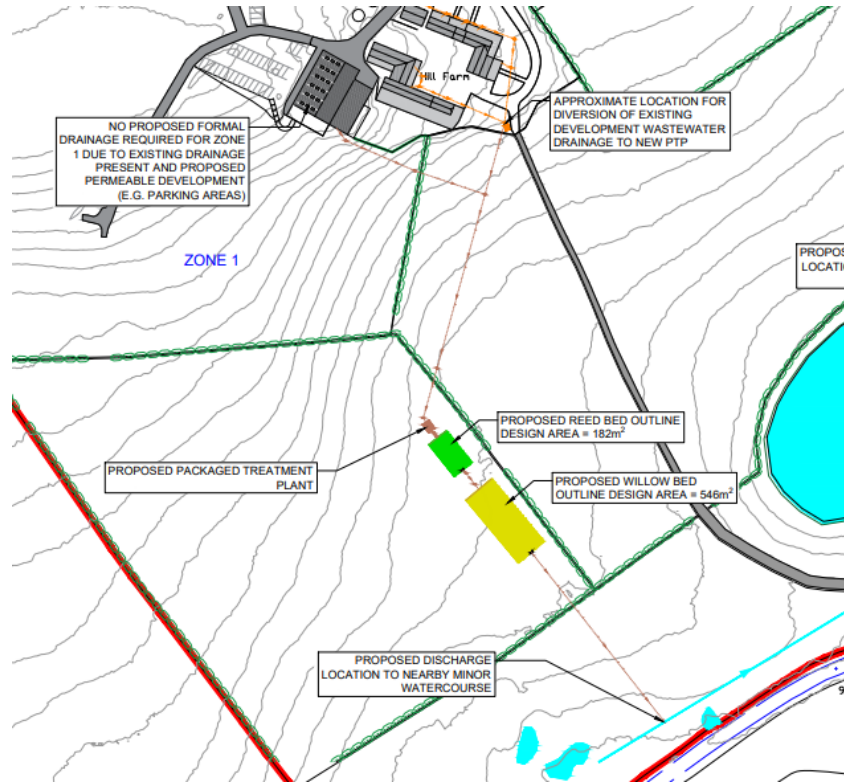 Hill Farm
NO PROPOSED FORMAL
DRAINAGE REQUIRED FOR ZONE
1 DUE TO EXISTING DRAINAGE
PRESENT AND PROPOSED
PERMEABLE DEVELOPMENT
(E.G. PARKING AREAS)
APPROXIMATE LOCATION FOR
DIVERSION OF EXISTING
DEVELOPMENT WASTEWATER
DRAINAGE TO NEW PTP
ZONE 1
PROPOS
LOCATI
PROPOSED REED BED OUTLINE
DESIGN AREA = 182m²
PROPOSED PACKAGED TREATMENT
PLANT
PROPOSED WILLOW BED
OUTLINE DESIGN AREA = 546m²
PROPOSED DISCHARGE
LOCATION TO NEARBY MINOR
WATERCOURSE
9